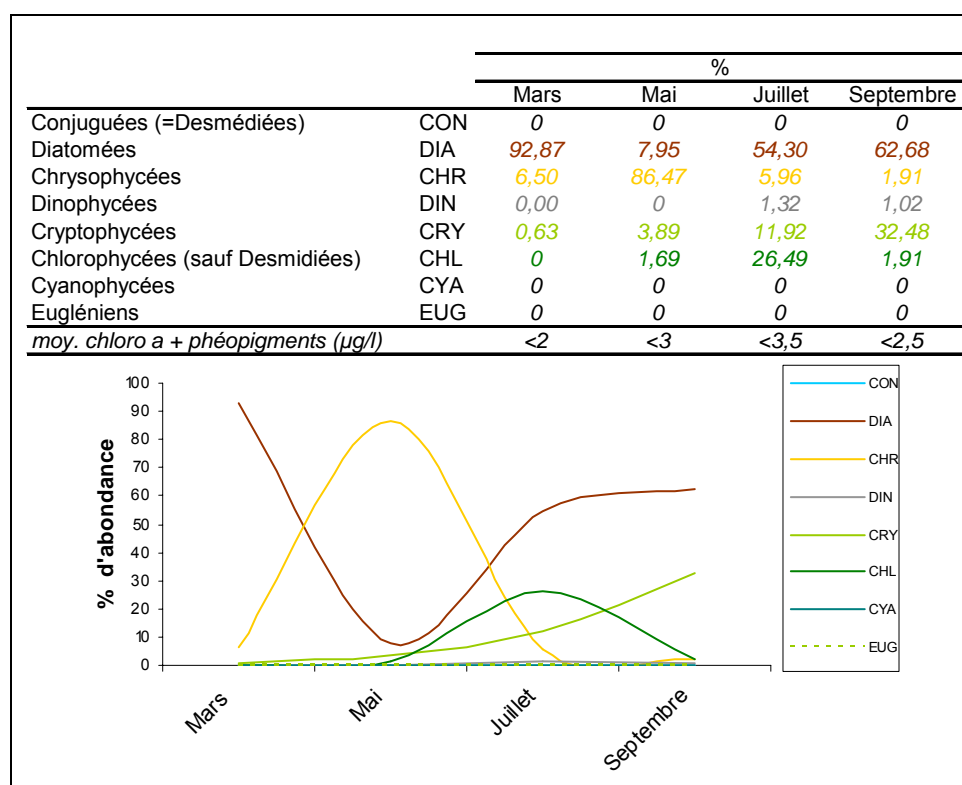 %
Mars Mai Juillet Septembre
Conjuguées (=Desmédiées) CON 0 0 0 0
Diatomées DIA 92,87 7,95 54,30 62,68
Chrysophycées CHR 6,50 86,47 5,96 1,91
Dinophycées DIN 0,00 0 1,32 1,02
Cryptophycées CRY 0,63 3,89 11,92 32,48
Chlorophycées (sauf Desmidiées) CHL 0 1,69 26,49 1,91
Cyanophycées CYA 0 0 0 0
Eugléniens EUG 0 0 0 0
moy. chloro a + phéopigments (µg/l) <2 <3 <3,5 <2,5
% d'abondance
100
90
80
70
60
50
40
30
20
10
0
Mars
Mai
Juillet
Septembre
CON
DIA
CHR
DIN
CRY
CHL
CYA
EUG